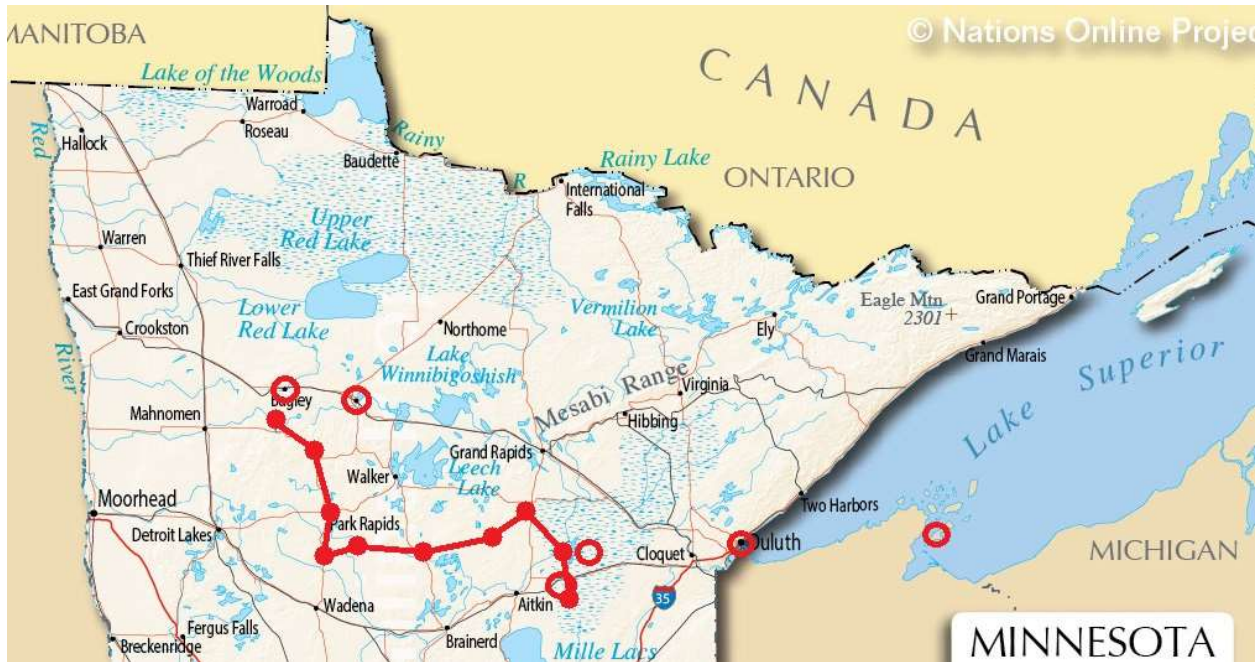 MANITOBA
© Nations Online Projec
Lake of the Woods
CANADA
Warroad
Roseau
Hallock
Red
Rainy
Baudette
Rainy Lake
R
ONTARIO
International
Falls
Upper
Red Lake
Warren
Thief River Falls
East Grand Forks
Lower
Red Lake
Crookston
Northome
Vermilion
Lake
Ely
Eagle Mtn
2301
Grand Portage
Grand Marais
River
Lake
Winnibigoshish
Superior
Lake
Mesabi Range
Virginia
Hibbing
Bagley
Mahnomen
Grand Rapids
Walker
Leech
Lake
Two Harbors
Moorhead
Park Rapids
Detroit Lakes
Cloquet
Duluth
MICHIGAN
35
Aitkin
Wadena
Brainerd
Fergus Falls
Breckenridge
Mille Lacs
MINNESOTA